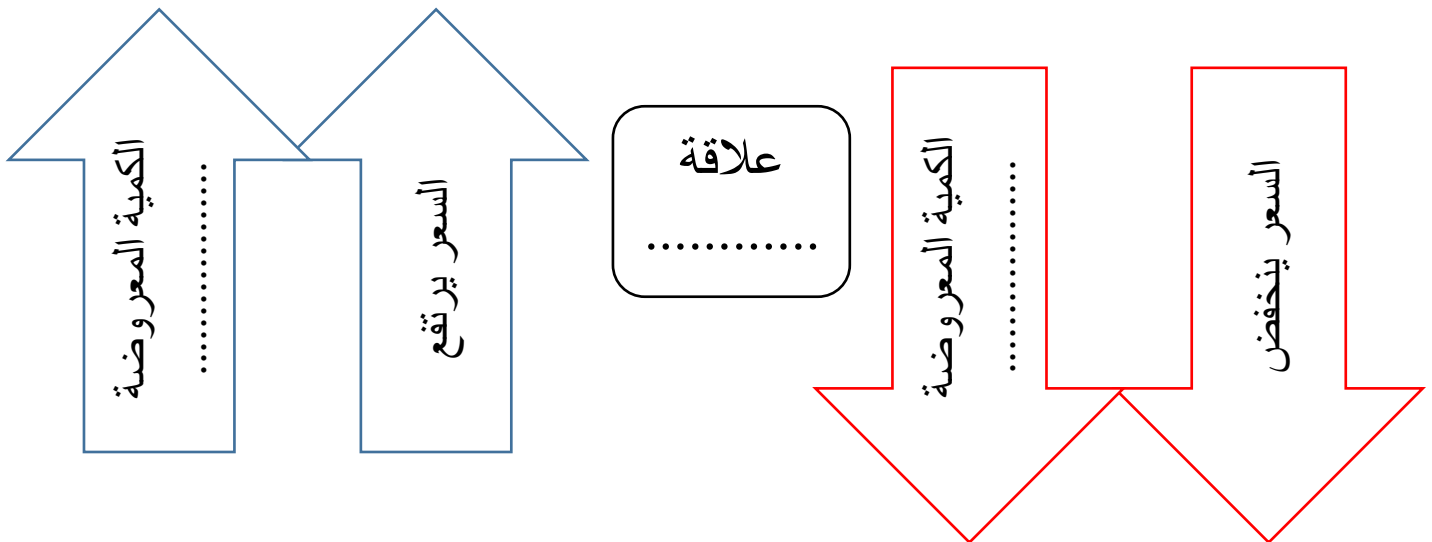 السعر ينخفض
الكمية المعروضة
.................
علاقة
............
السعر يرتفع
الكمية المعروضة
.................